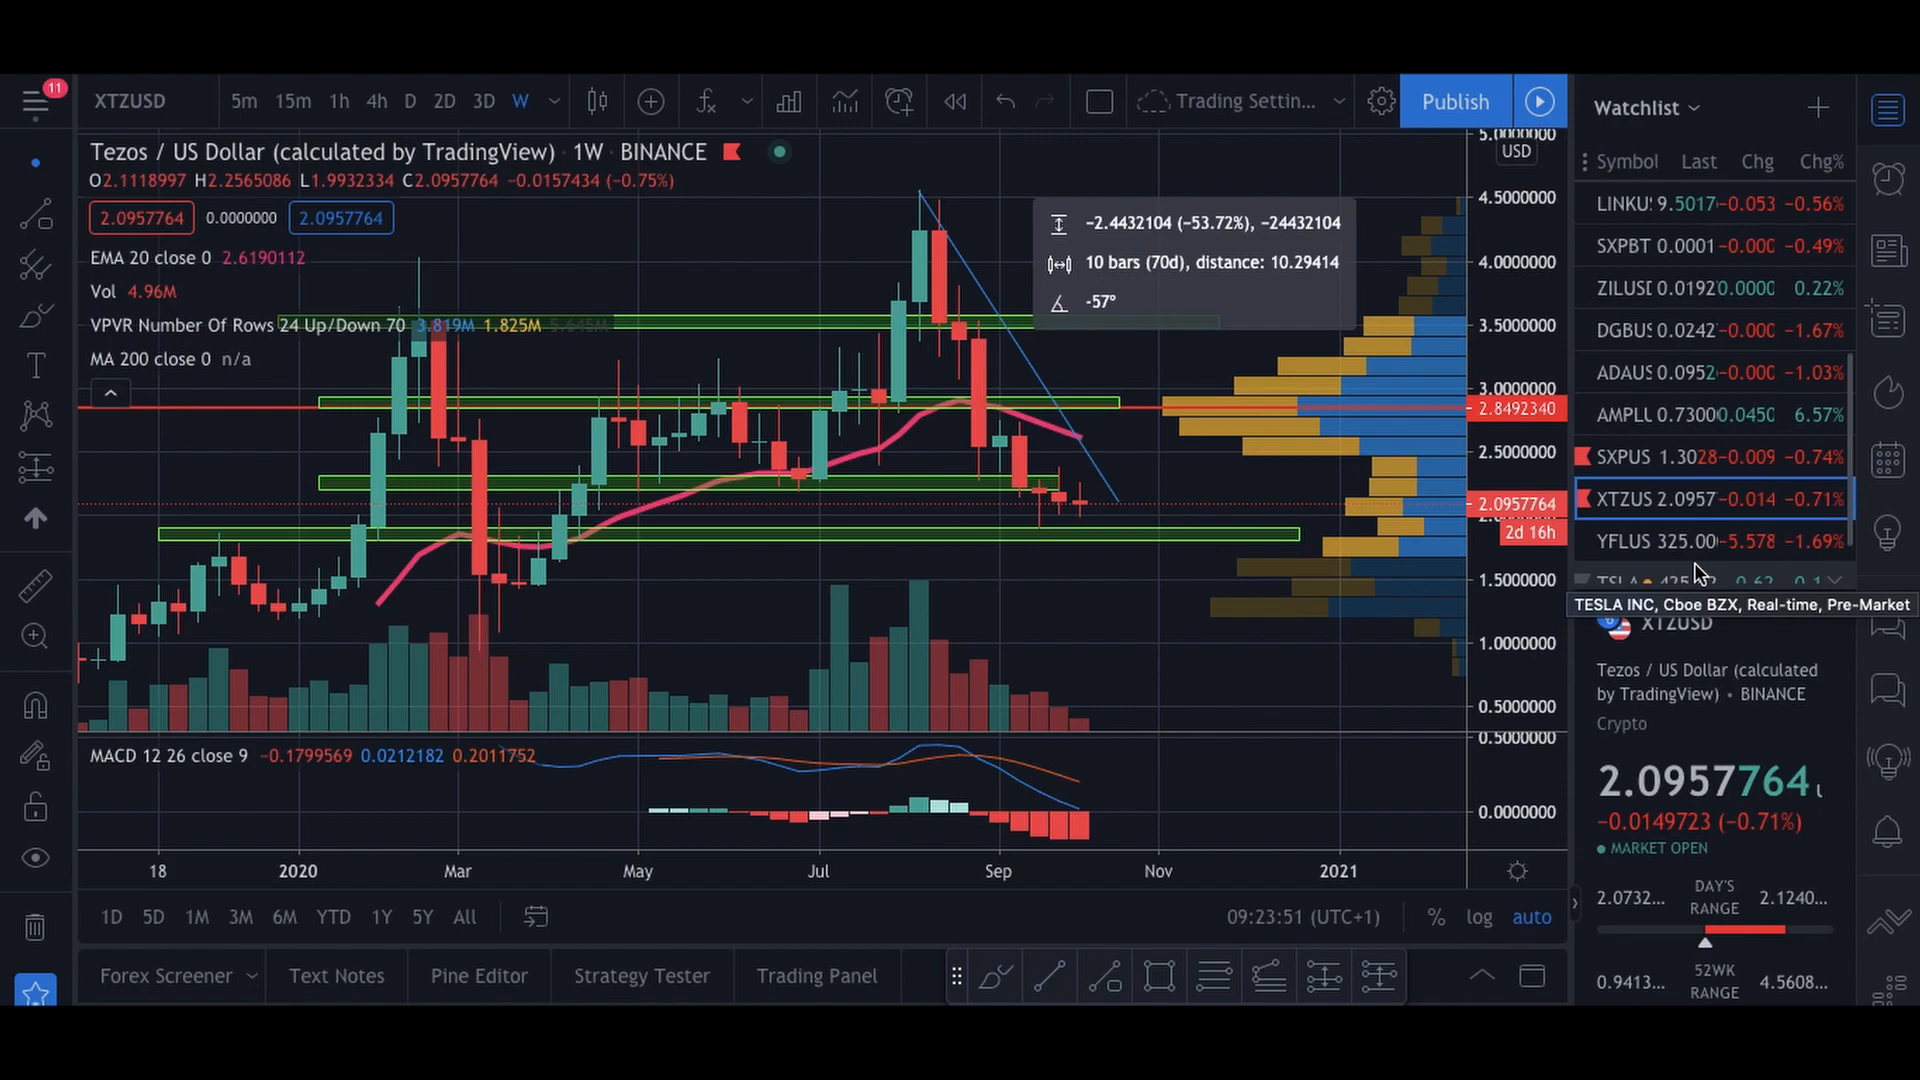 11
XTZUSD 5m 15m 1h 4h D 2D 3D W Trading Settin... Publish
Tezos / US Dollar (calculated by TradingView) · 1W · BINANCE
O2.1118997 H2.2565086 L1.9932334 C2.0957764 −0.0157434 (−0.75%)
2.0957764 0.0000000 2.0957764
EMA 20 close 0 2.6190112
Vol 4.96M
VPVR Number Of Rows 24 Up/Down 70 3.819M 1.825M 5.645M
MA 200 close 0 n/a
−2.4432104 (−53.72%), −24432104
10 bars (70d), distance: 10.29414
-57°
5.0000000
USD
4.5000000
4.0000000
3.5000000
3.0000000
2.8492340
2.5000000
2.0957764
2d 16h
1.5000000
1.0000000
0.5000000
MACD 12 26 close 9 −0.1799569 0.0212182 0.2011752
0.5000000
0.0000000
18 2020 Mar May Jul Sep Nov 2021
1D 5D 1M 3M 6M YTD 1Y 5Y All 09:23:51 (UTC+1) % log auto
Forex Screener Text Notes Pine Editor Strategy Tester Trading Panel
Watchlist
Symbol Last Chg Chg%
LINKU 9.5017 −0.053 −0.56%
SXPBT 0.0001 −0.000 −0.49%
ZILUSI 0.0192 0.0000 0.22%
DGBUS 0.0242 −0.000 −1.67%
ADAUS 0.0952 −0.000 −1.03%
AMPLL 0.7300 0.0450 6.57%
SXPUS 1.3028 −0.009 −0.74%
XTZUS 2.0957 −0.014 −0.71%
YFLUS 325.00 −5.578 −1.69%
TESLA INC, Cboe BZX, Real-time, Pre-Market
XTZUSD
Tezos / US Dollar (calculated
by TradingView) • BINANCE
Crypto
2.0957764
−0.0149723 (−0.71%)
MARKET OPEN
2.0732... DAY'S RANGE 2.1240...
0.9413... 52WK RANGE 4.5608...